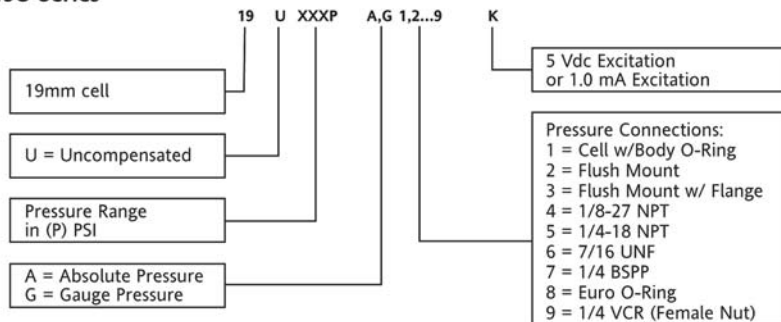 19 U XXXP A,G 1,2...9 K
19mm cell
U = Uncompensated
Pressure Range
in (P) PSI
A = Absolute Pressure
G = Gauge Pressure
5 Vdc Excitation
or 1.0 mA Excitation
Pressure Connections:
1 = Cell w/Body O-Ring
2 = Flush Mount
3 = Flush Mount w/ Flange
4 = 1/8-27 NPT
5 = 1/4-18 NPT
6 = 7/16 UNF
7 = 1/4 BSPP
8 = Euro O-Ring
9 = 1/4 VCR (Female Nut)